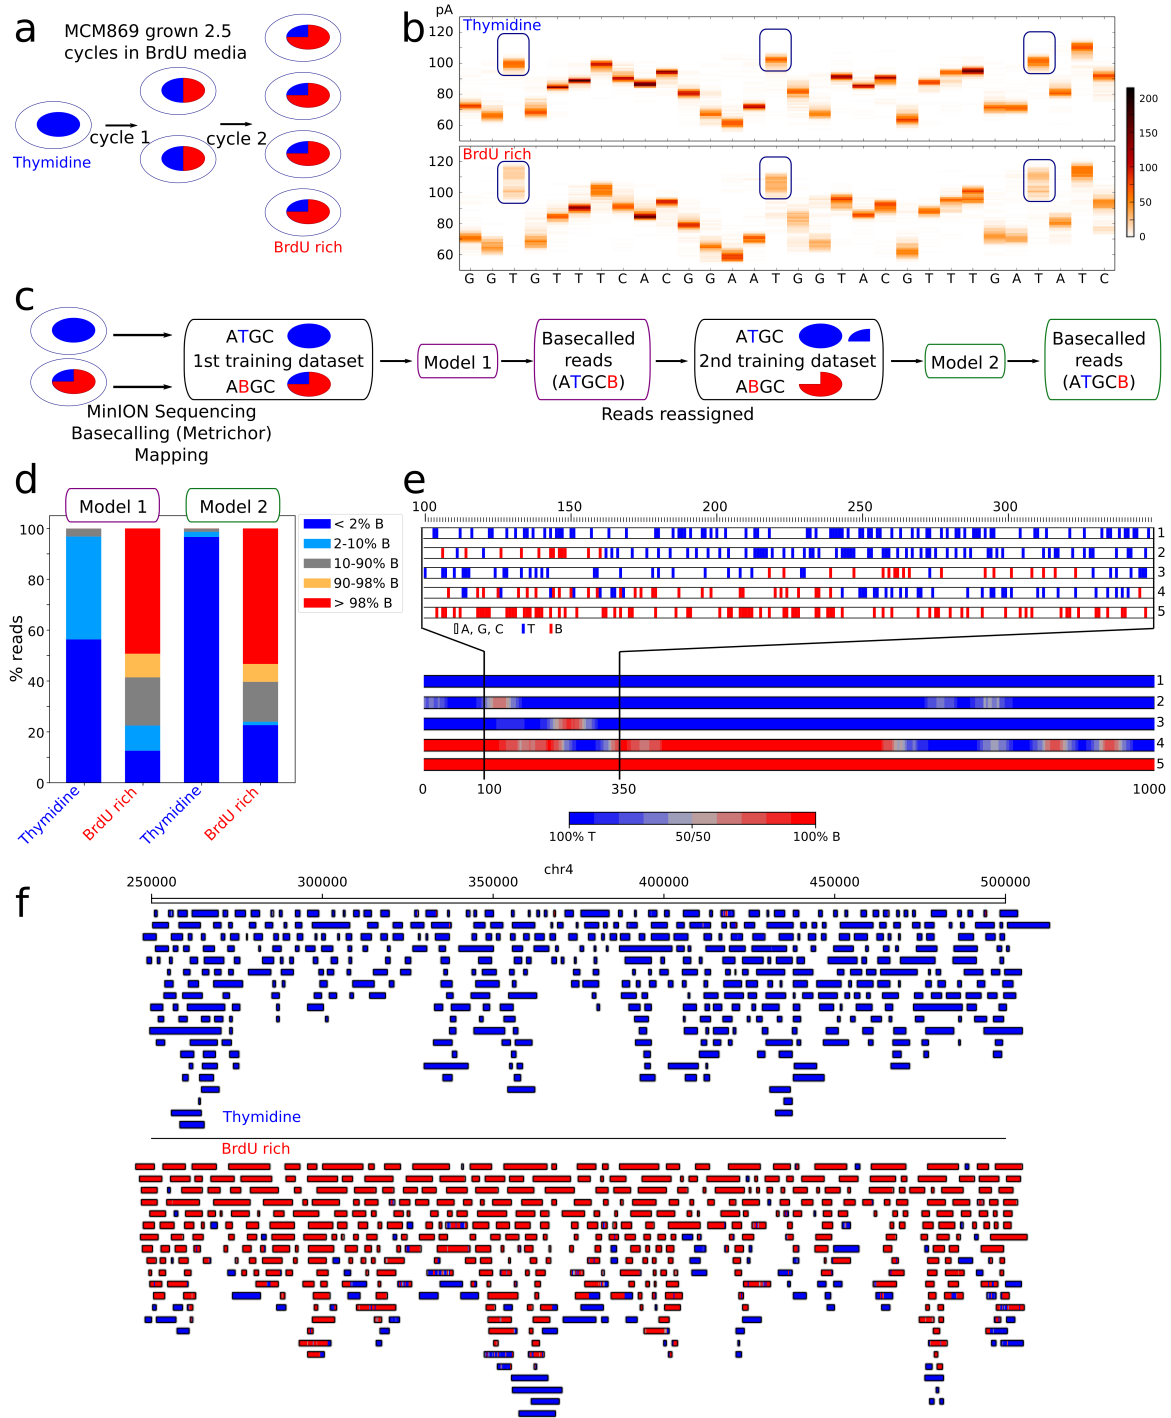 a
MCM869 grown 2.5
cycles in BrdU media
cycle 1
cycle 2
Thymidine
BrdU rich
b
pA
Thymidine
120
100
80
60
BrdU rich
120
100
80
60
200
150
100
50
0
G G T G T T T C A C G G A A T G G T A C G T T T G A T A T C
c
ATGC
1st training dataset
ABGC
Model 1
Basecalled
reads
(ATGCB)
ATGC
2nd training dataset
ABGC
Model 2
Basecalled
reads
(ATGCB)
MinION Sequencing
Basecalling (Metrichor)
Mapping
Reads reassigned
d
Model 1
Model 2
% reads
100
80
60
40
20
0
Thymidine
BrdU rich
Thymidine
BrdU rich
< 2% B
2-10% B
10-90% B
90-98% B
> 98% B
e
100 150 200 250 300
1
2
3
4
5
A, G, C T B
1
2
3
4
5
0 100 350 1000
100% T 50/50 100% B
f
chr4
250000 300000 350000 400000 450000 500000
Thymidine
BrdU rich